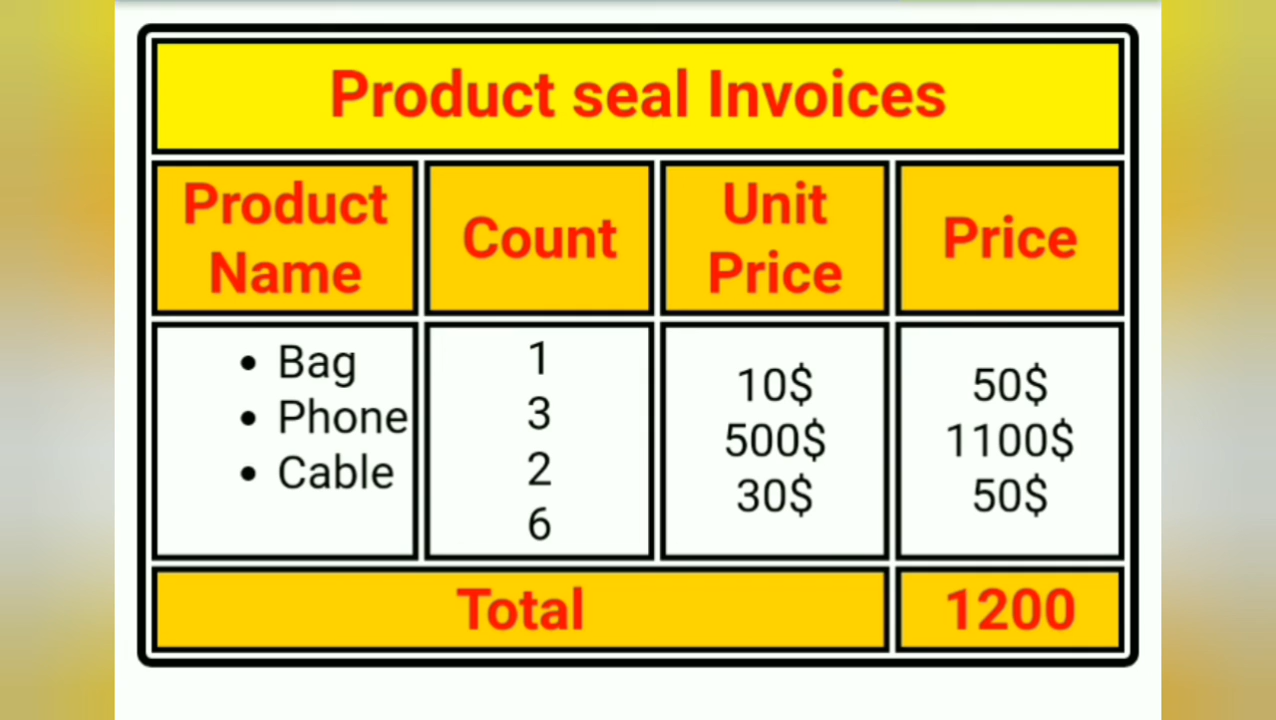 Product seal Invoices
Product Name
Count
Unit Price
Price
• Bag
• Phone
• Cable
1
3
2
6
10$
500$
30$
50$
1100$
50$
Total
1200